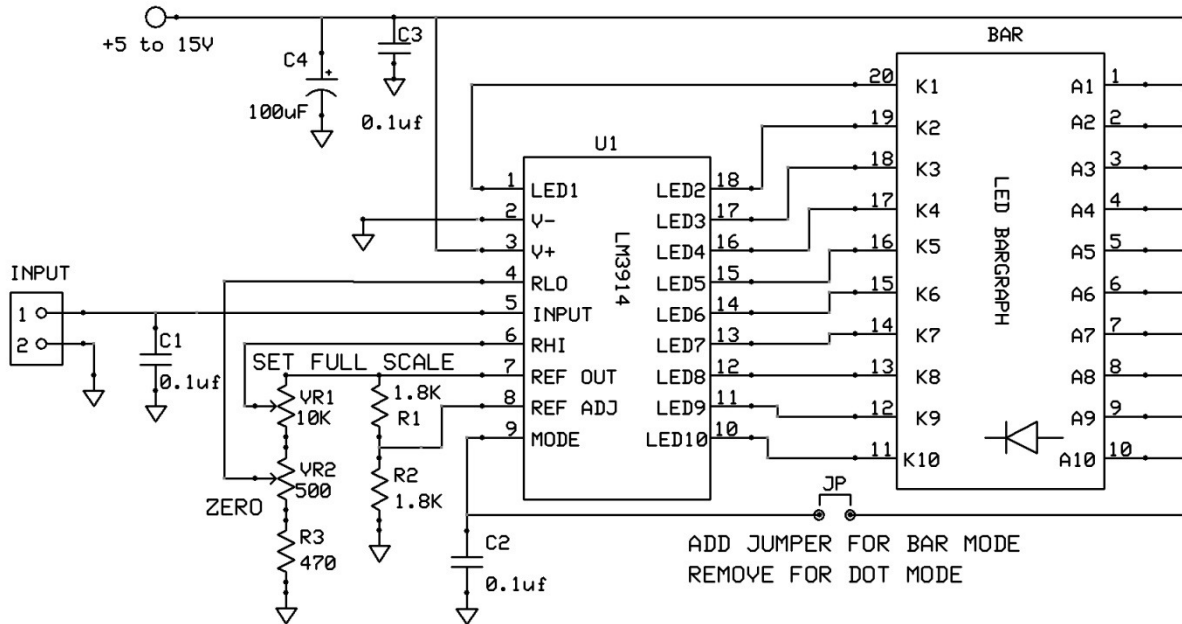 +5 to 15V
C4
+
100uF
C3
0.1uf
BAR
U1
1 LED1
2 V-
3 V+
4 RLO
5 INPUT
6 RHI
7 REF OUT
8 REF ADJ
9 MODE
LM3914
LED2 18
LED3 17
LED4 16
LED5 15
LED6 14
LED7 13
LED8 12
LED9 11
LED10 10
20 K1
19 K2
18 K3
17 K4
16 K5
15 K6
14 K7
13 K8
12 K9
11 K10
LED BARGRAPH
A1 1
A2 2
A3 3
A4 4
A5 5
A6 6
A7 7
A8 8
A9 9
A10 10
INPUT
1
2
C1
0.1uf
SET FULL SCALE
VR1
10K
VR2
500
ZERO
R3
470
1.8K
R1
R2
1.8K
C2
0.1uf
JP
ADD JUMPER FOR BAR MODE
REMOVE FOR DOT MODE